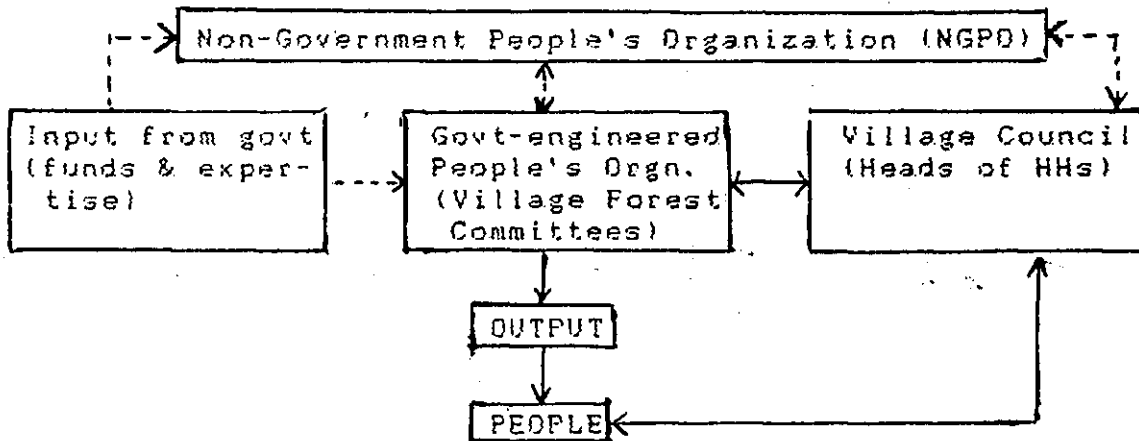 Non-Government People's Organization (NGPO)
Input from govt
(funds & exper-
tise)
Govt-engineered
People's Orgn.
(Village Forest
Committees)
Village Council
(Heads of HHs)
OUTPUT
PEOPLE